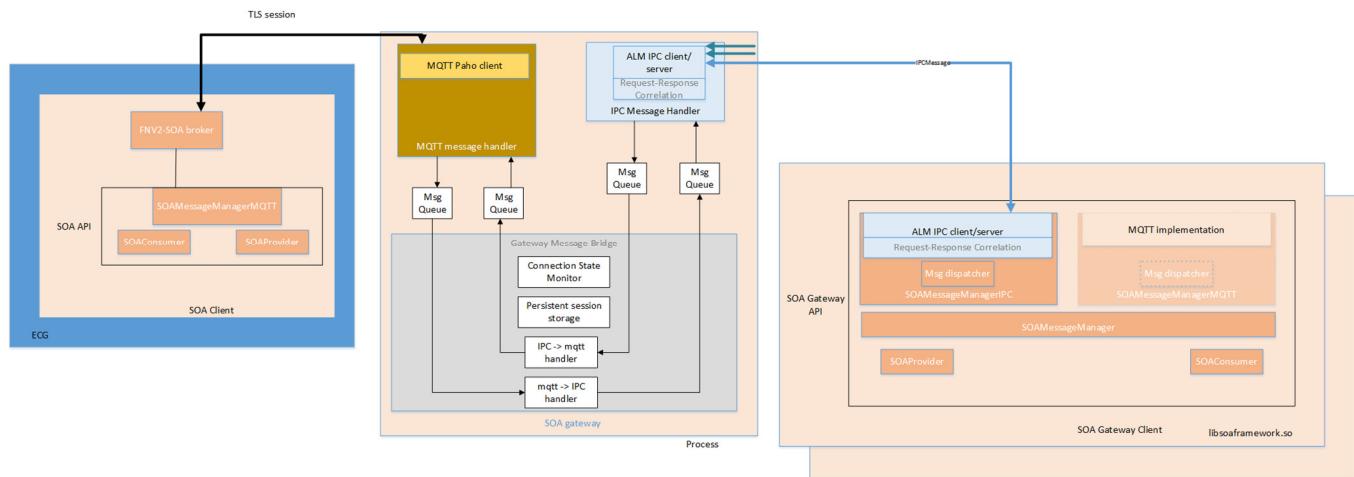 TLS session
FNV2-SOA broker
SOAMessageManagerMQTT
SOA API
SOAConsumer
SOAProvider
SOA Client
ECG
MQTT Paho client
MQTT message handler
ALM IPC client/
server
Request-Response
Correlation
IPC Message Handler
Msg
Queue
Msg
Queue
Msg
Queue
Msg
Queue
Gateway Message Bridge
Connection State
Monitor
Persistent session
storage
IPC -> mqtt
handler
mqtt -> IPC
handler
SOA gateway
Process
IPCMessage
ALM IPC client/server
Request-Response Correlation
Msg dispatcher
SOAMessageManagerIPC
MQTT implementation
Msg dispatcher
SOAMessageManagerMQTT
SOA Gateway
API
SOAMessageManager
SOAProvider
SOAConsumer
SOA Gateway Client
libsoaframework.so